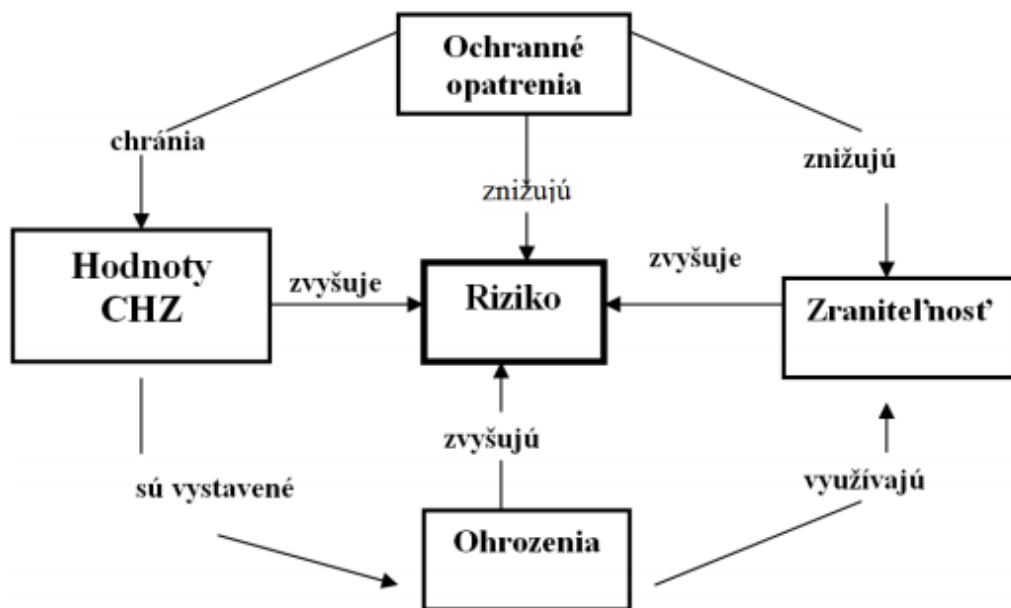 Ochranné
opatrenia
chránia
znižujú
znižujú
Hodnoty
CHZ
zvyšuje
Riziko
zvyšuje
Zraniteľnosť
zvyšujú
sú vystavené
využívajú
Ohrozenia